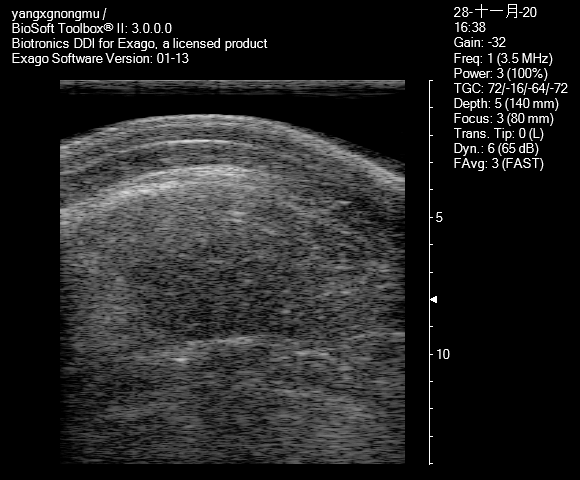 yangxgnongmu /
BioSoft Toolbox® II: 3.0.0.0
Biotronics DDI for Exago, a licensed product
Exago Software Version: 01-13
28-十一月-20
16:38
Gain: -32
Freq: 1 (3.5 MHz)
Power: 3 (100%)
TGC: 72/-16/-64/-72
Depth: 5 (140 mm)
Focus: 3 (80 mm)
Trans. Tip: 0 (L)
Dyn.: 6 (65 dB)
FAvg: 3 (FAST)
5
10